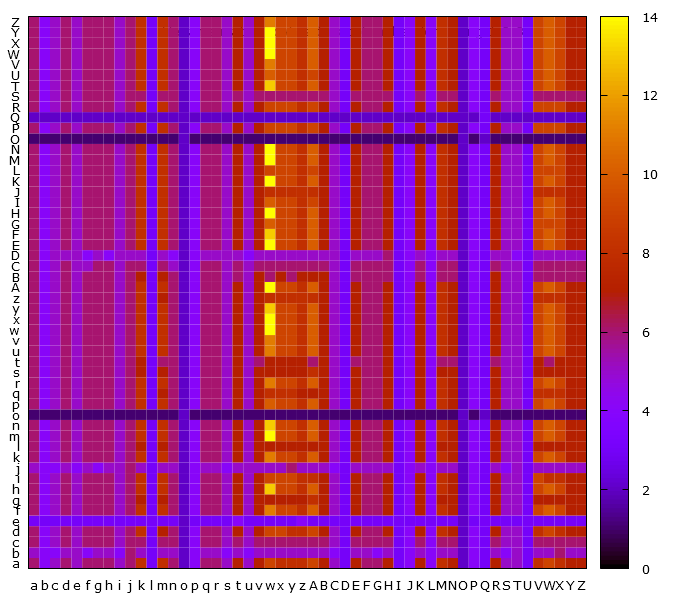 Z
Y
X
W
V
U
T
S
R
Q
P
O
N
M
L
K
J
I
H
G
F
E
D
C
B
A
z
y
x
w
v
u
t
s
r
q
p
o
n
m
l
k
j
i
h
g
f
e
d
c
b
a
a b c d e f g h i j k l m n o p q r s t u v w x y z A B C D E F G H I J K L M N O P Q R S T U V W X Y Z
14
12
10
8
6
4
2
0